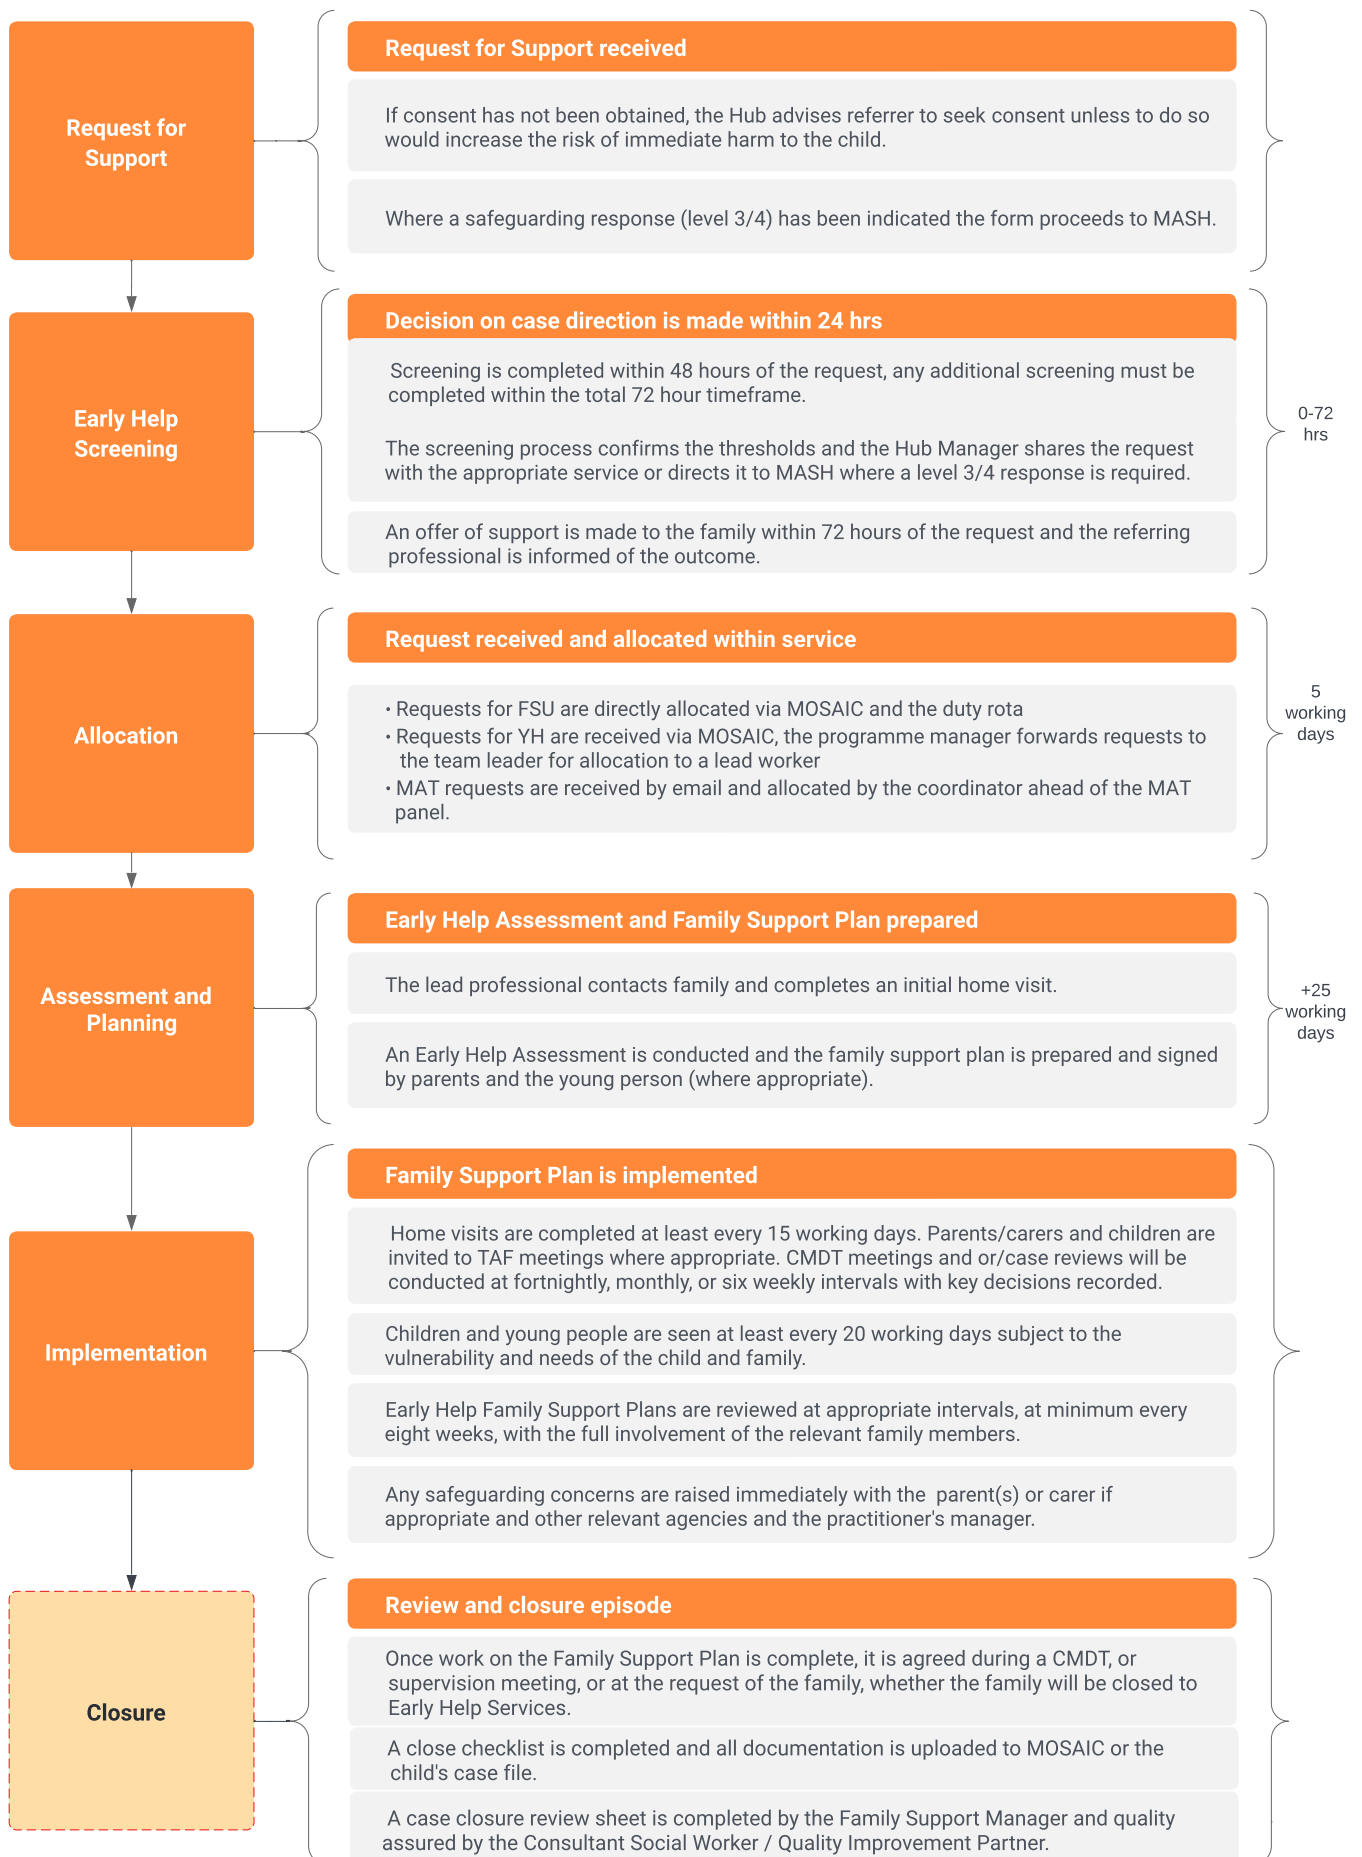 Request for
Support
Request for Support received
If consent has not been obtained, the Hub advises referrer to seek consent unless to do so
would increase the risk of immediate harm to the child.
Where a safeguarding response (level 3/4) has been indicated the form proceeds to MASH.
Early Help
Screening
Decision on case direction is made within 24 hrs
Screening is completed within 48 hours of the request, any additional screening must be
completed within the total 72 hour timeframe.
The screening process confirms the thresholds and the Hub Manager shares the request
with the appropriate service or directs it to MASH where a level 3/4 response is required.
An offer of support is made to the family within 72 hours of the request and the referring
professional is informed of the outcome.
0-72
hrs
Allocation
Request received and allocated within service
• Requests for FSU are directly allocated via MOSAIC and the duty rota
• Requests for YH are received via MOSAIC, the programme manager forwards requests to
the team leader for allocation to a lead worker
• MAT requests are received by email and allocated by the coordinator ahead of the MAT
panel.
5
working
days
Assessment and
Planning
Early Help Assessment and Family Support Plan prepared
The lead professional contacts family and completes an initial home visit.
An Early Help Assessment is conducted and the family support plan is prepared and signed
by parents and the young person (where appropriate).
+25
working
days
Implementation
Family Support Plan is implemented
Home visits are completed at least every 15 working days. Parents/carers and children are
invited to TAF meetings where appropriate. CMDT meetings and or/case reviews will be
conducted at fortnightly, monthly, or six weekly intervals with key decisions recorded.
Children and young people are seen at least every 20 working days subject to the
vulnerability and needs of the child and family.
Early Help Family Support Plans are reviewed at appropriate intervals, at minimum every
eight weeks, with the full involvement of the relevant family members.
Any safeguarding concerns are raised immediately with the parent(s) or carer if
appropriate and other relevant agencies and the practitioner's manager.
Closure
Review and closure episode
Once work on the Family Support Plan is complete, it is agreed during a CMDT, or
supervision meeting, or at the request of the family, whether the family will be closed to
Early Help Services.
A close checklist is completed and all documentation is uploaded to MOSAIC or the
child's case file.
A case closure review sheet is completed by the Family Support Manager and quality
assured by the Consultant Social Worker / Quality Improvement Partner.